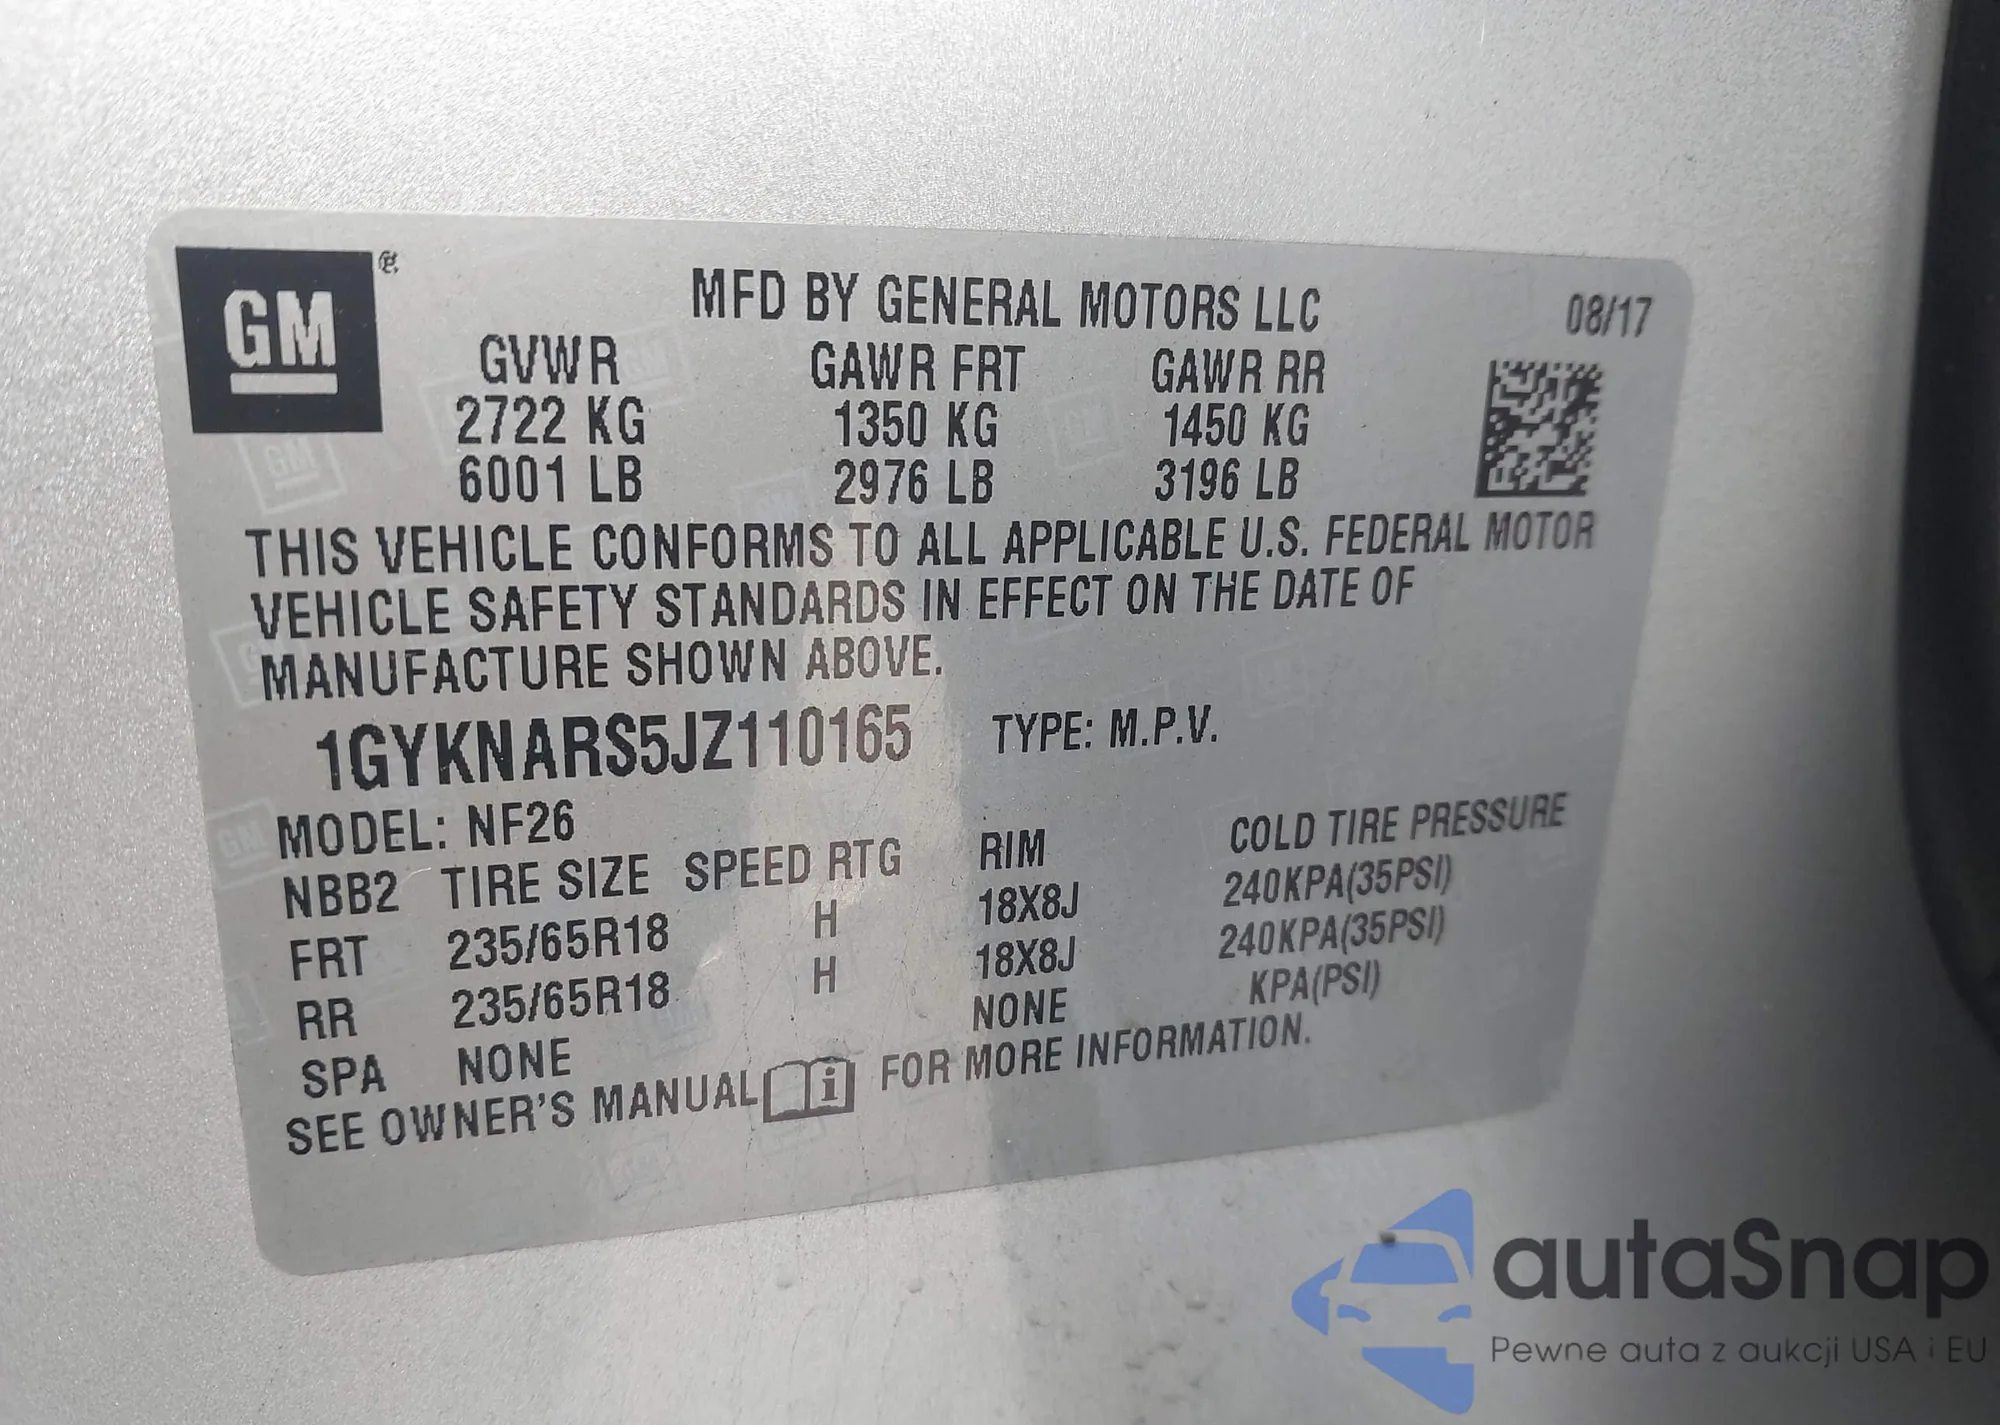 GM
MFD BY GENERAL MOTORS LLC 08/17
GVWR GAWR FRT GAWR RR
2722 KG 1350 KG 1450 KG
6001 LB 2976 LB 3196 LB
THIS VEHICLE CONFORMS TO ALL APPLICABLE U.S. FEDERAL MOTOR
VEHICLE SAFETY STANDARDS IN EFFECT ON THE DATE OF
MANUFACTURE SHOWN ABOVE.
1GYKNARS5JZ110165 TYPE: M.P.V.
MODEL: NF26
NBB2 TIRE SIZE SPEED RTG RIM COLD TIRE PRESSURE
FRT 235/65R18 H 18X8J 240KPA(35PSI)
RR 235/65R18 H 18X8J 240KPA(35PSI)
SPA NONE NONE KPA(PSI)
SEE OWNER'S MANUAL i FOR MORE INFORMATION.
autaSnap
Pewne auta z aukcji USA i EU